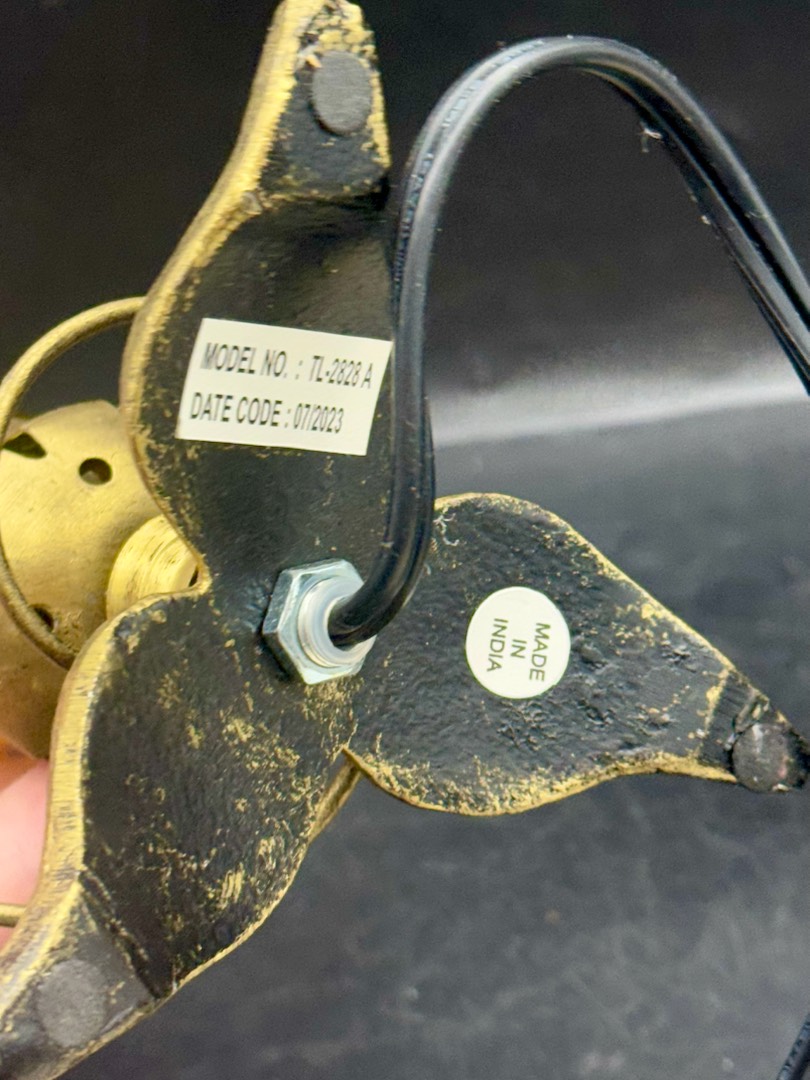 MODEL NO. : TL-2828 A
DATE CODE : 07/2023
MADE
IN
INDIA